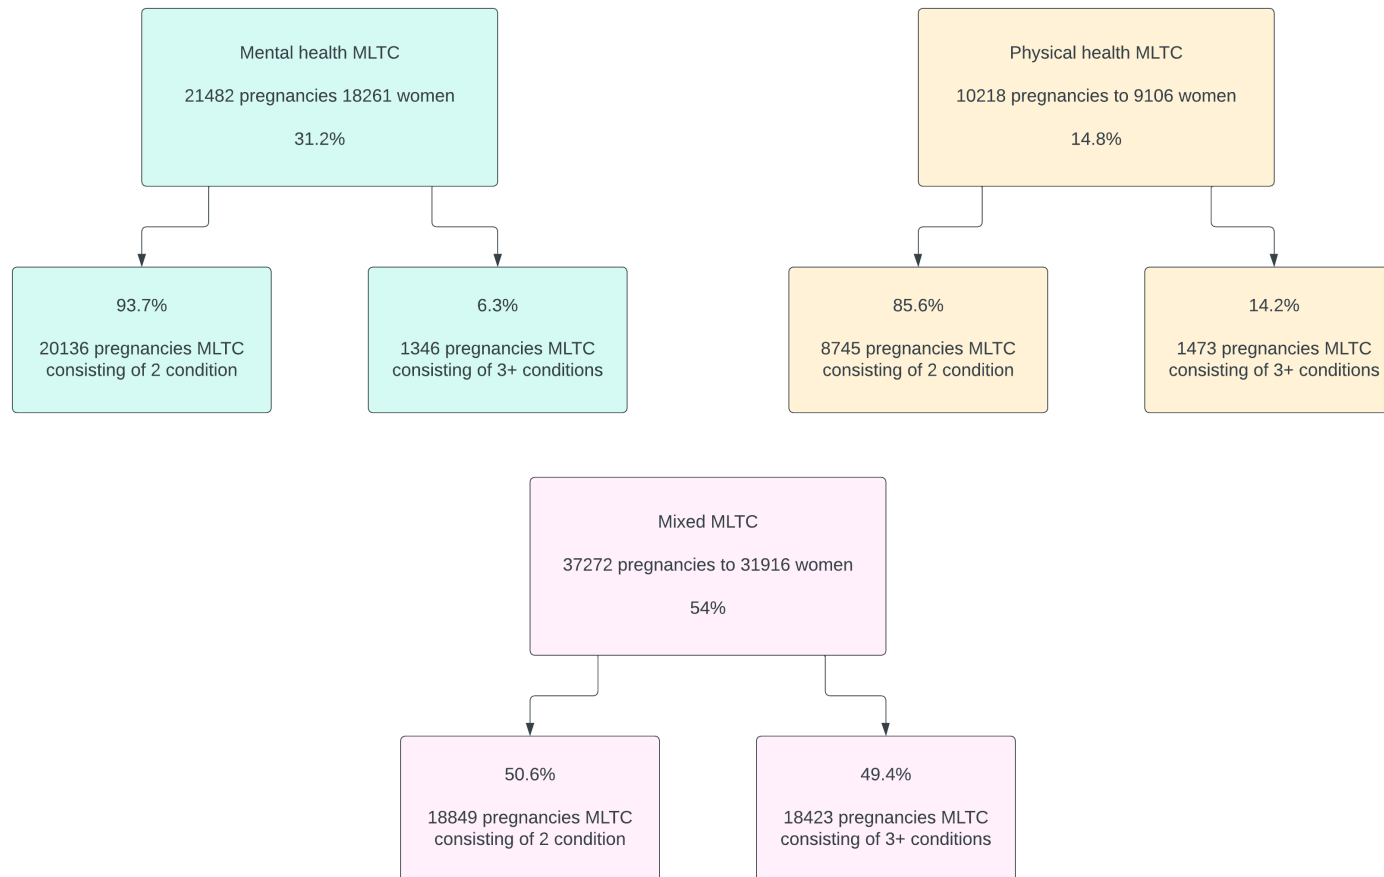 Mental health MLTC
21482 pregnancies 18261 women
31.2%
Physical health MLTC
10218 pregnancies to 9106 women
14.8%
93.7%
20136 pregnancies MLTC
consisting of 2 condition
6.3%
1346 pregnancies MLTC
consisting of 3+ conditions
85.6%
8745 pregnancies MLTC
consisting of 2 condition
14.2%
1473 pregnancies MLTC
consisting of 3+ conditions
Mixed MLTC
37272 pregnancies to 31916 women
54%
50.6%
18849 pregnancies MLTC
consisting of 2 condition
49.4%
18423 pregnancies MLTC
consisting of 3+ conditions